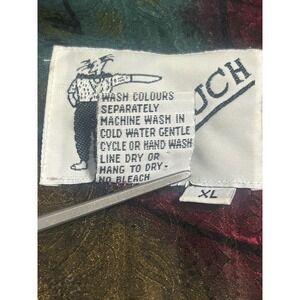 WASH COLOURS
SEPARATELY
MACHINE WASH IN
COLD WATER GENTLE
CYCLE OR HAND WASH
LINE DRY OR
HANG TO DRY-
NO BLEACH
UCH
XL